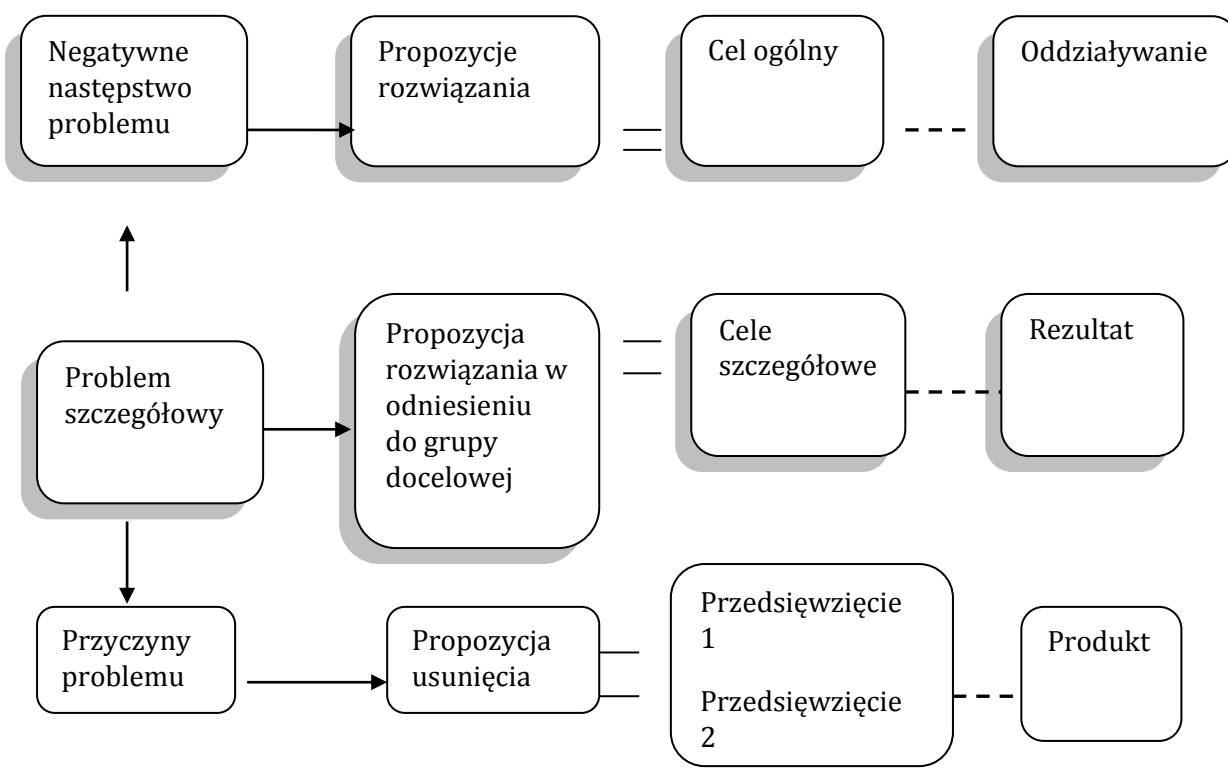 Negatywne
następstwo
problemu
Propozycje
rozwiązania
Cel ogólny
Oddziaływanie
Problem
szczegółowy
Propozycja
rozwiązania w
odniesieniu
do grupy
docelowej
Cele
szczegółowe
Rezultat
Przyczyny
problemu
Propozycja
usunięcia
Przedsięwzięcie
1
Przedsięwzięcie
2
Produkt